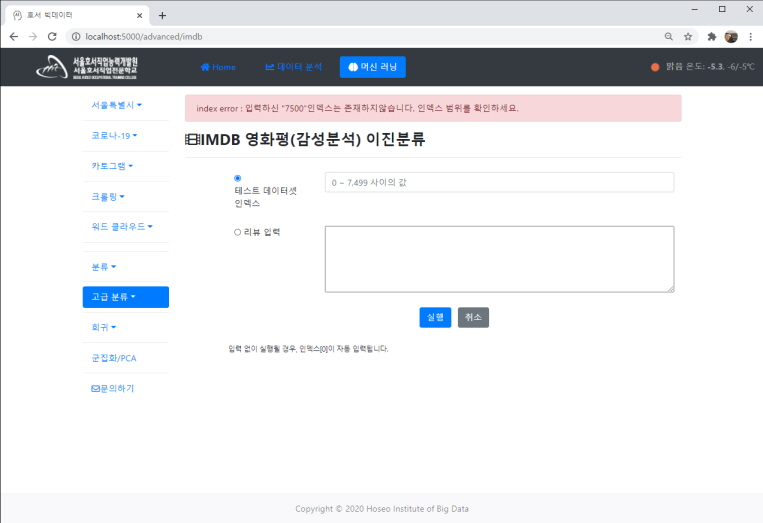 호서 빅데이터
localhost:5000/advanced/imdb
서울호서직업능력개발원
서울호서직업전문학교
Home
데이터 분석
머신 러닝
맑음 온도: -5.3, -6/-5℃
서울특별시
코로나-19
카토그램
크롤링
워드 클라우드
분류
고급 분류
회귀
군집화/PCA
문의하기
index error : 입력하신 "7500"인덱스는 존재하지않습니다. 인덱스 범위를 확인하세요.
IMDB 영화평(감성분석) 이진분류
테스트 데이터셋
인덱스
0 ~ 7,499 사이의 값
리뷰 입력
실행
취소
입력 없이 실행될 경우, 인덱스[0]이 자동 입력됩니다.
Copyright © 2020 Hoseo Institute of Big Data